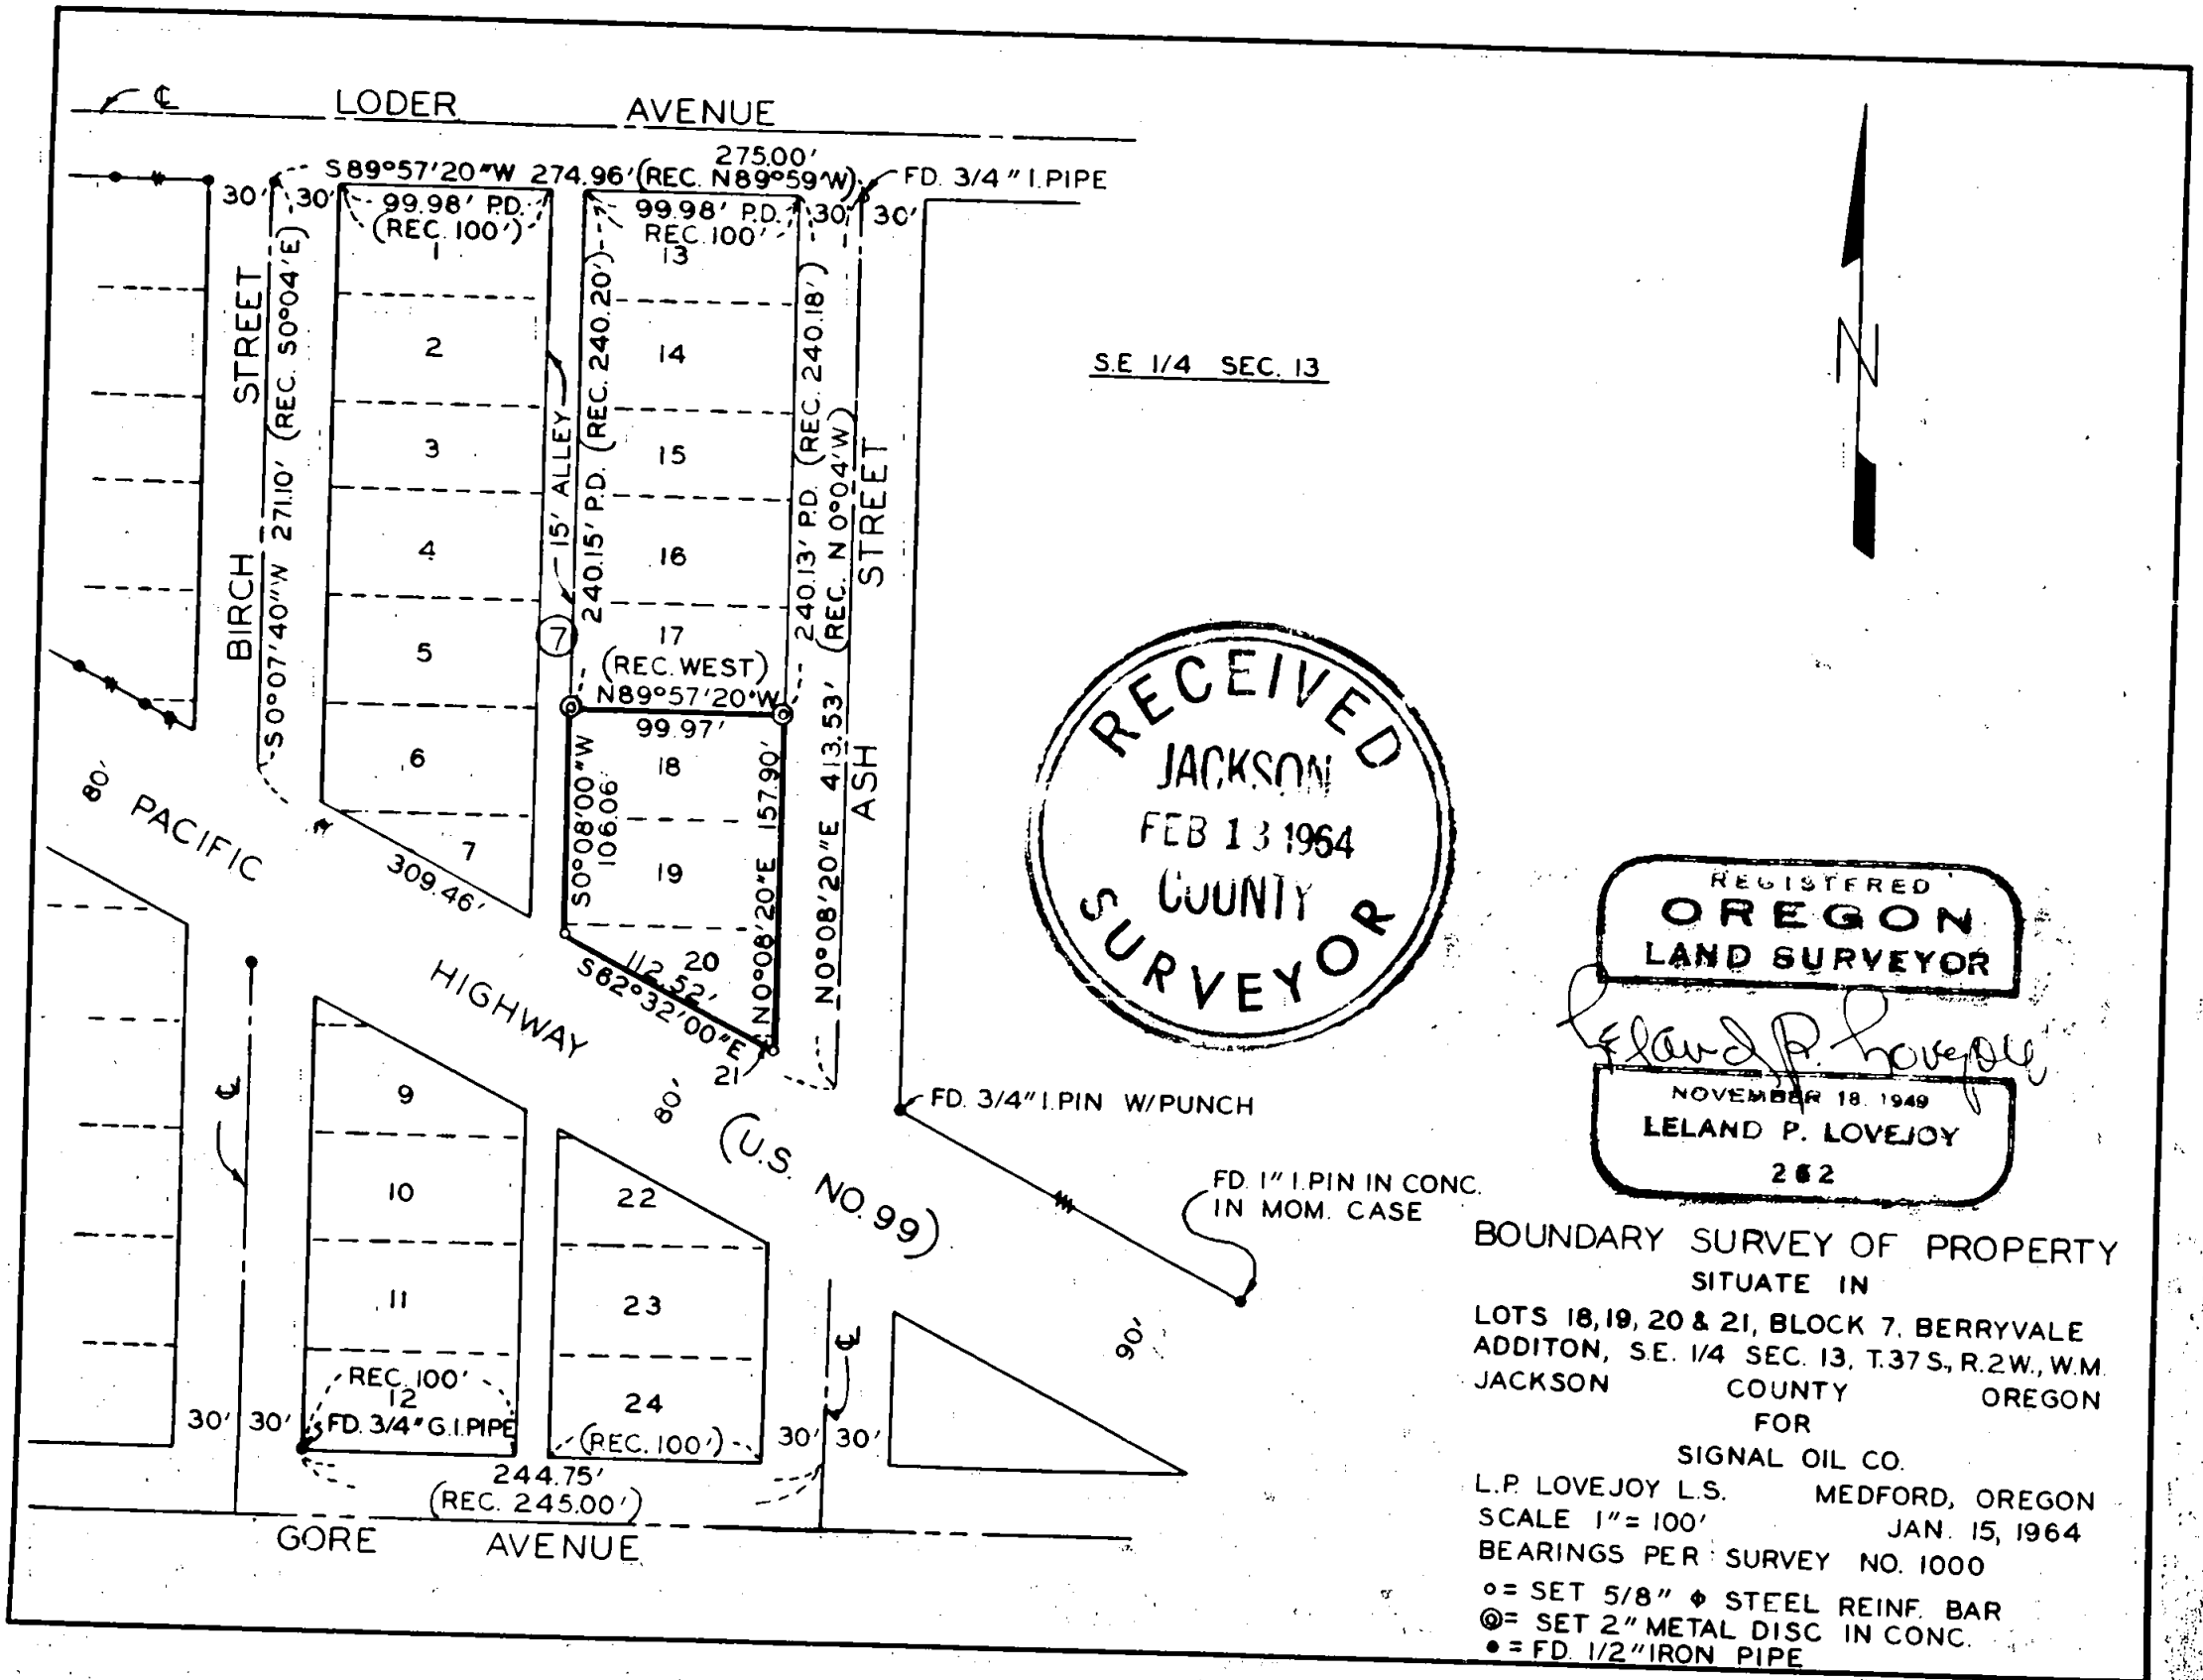 ℄ LODER AVENUE
275.00'
S89°57'20"W 274.96' (REC. N89°59'W)
FD. 3/4" I.PIPE
30' 30'
99.98' P.D.
(REC. 100')
99.98' P.D.
REC. 100'
30' 30'
1
2
3
4
5
6
7
13
14
15
16
17
BIRCH STREET
S0°07'40"W 271.10' (REC. S0°04'E)
15' ALLEY
240.15' P.D. (REC. 240.20')
240.13' P.D. (REC. 240.18')
N0°08'20"E 413.53' (REC. N0°04'W)
ASH STREET
7
(REC. WEST)
N89°57'20"W
99.97'
18
19
20
21
S0°08'00"W
106.06'
N0°08'20"E 157.90'
112.52'
S62°32'00"E
309.46'
80' PACIFIC HIGHWAY 80' (U.S. NO. 99) 90'
S.E 1/4 SEC. 13
N
RECEIVED
JACKSON
FEB 13 1964
COUNTY
SURVEYOR
FD. 3/4" I.PIN W/PUNCH
FD. 1" I.PIN IN CONC.
IN MOM. CASE
℄
9
10
11
REC. 100'
12
FD. 3/4" G.I.PIPE
22
23
24
(REC. 100')
℄
30' 30'
30' 30'
244.75'
(REC. 245.00')
GORE AVENUE
REGISTERED
OREGON
LAND SURVEYOR
Leland P. Lovejoy
NOVEMBER 18. 1949
LELAND P. LOVEJOY
262
BOUNDARY SURVEY OF PROPERTY
SITUATE IN
LOTS 18, 19, 20 & 21, BLOCK 7. BERRYVALE
ADDITON, S.E. 1/4 SEC. 13, T.37 S., R.2W., W.M.
JACKSON COUNTY OREGON
FOR
SIGNAL OIL CO.
L.P. LOVEJOY L.S. MEDFORD, OREGON
SCALE 1"= 100' JAN. 15, 1964
BEARINGS PER SURVEY NO. 1000
o = SET 5/8" ϕ STEEL REINF. BAR
◎= SET 2" METAL DISC IN CONC.
● = FD. 1/2" IRON PIPE